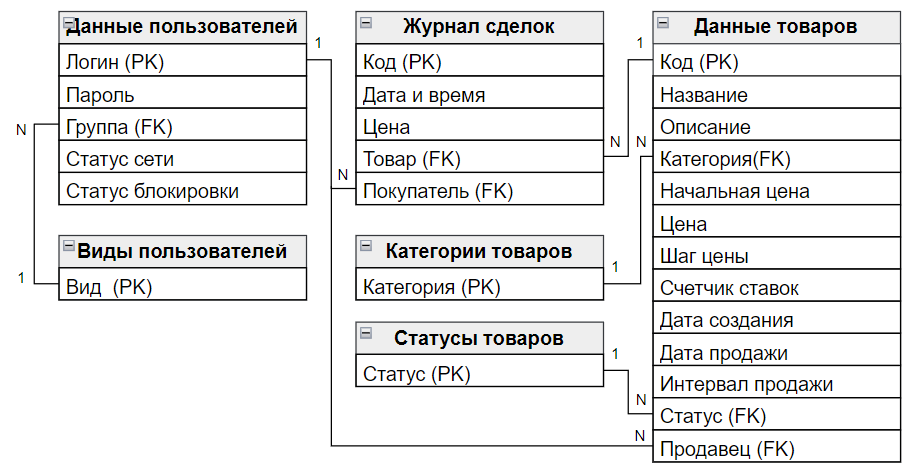 Данные пользователей
Логин (PK)
Пароль
Группа (FK)
Статус сети
Статус блокировки
Виды пользователей
Вид (PK)
N
1
1
N
Журнал сделок
Код (PK)
Дата и время
Цена
Товар (FK)
Покупатель (FK)
Категории товаров
Категория (PK)
Статусы товаров
Статус (PK)
1
N
N
1
1
N
N
Данные товаров
Код (PK)
Название
Описание
Категория(FK)
Начальная цена
Цена
Шаг цены
Счетчик ставок
Дата создания
Дата продажи
Интервал продажи
Статус (FK)
Продавец (FK)